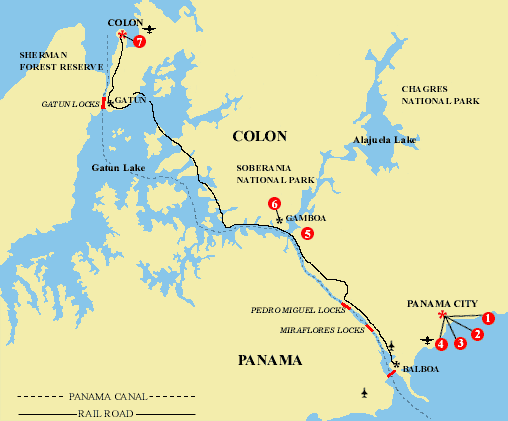 COLON
7
SHERMAN
FOREST RESERVE
GATUN LOCKS
GATUN
CHAGRES
NATIONAL PARK
COLON
Alajuela Lake
Gatun Lake
SOBERANIA
NATIONAL PARK
6
GAMBOA
5
PEDRO MIGUEL LOCKS
PANAMA CITY
1
2
3
4
MIRAFLORES LOCKS
PANAMA
BALBOA
PANAMA CANAL
RAIL ROAD